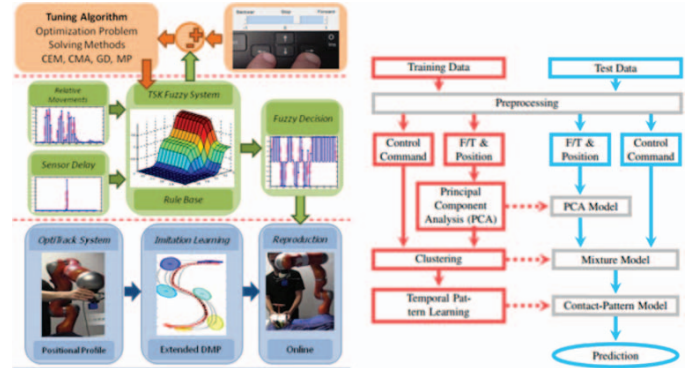 Tuning Algorithm
Optimization Problem
Solving Methods
CEM, CMA, GD, MP
Relative
Movements
TSK Fuzzy System
Fuzzy Decision
Sensor Delay
Rule Base
OptiTrack System
Imitation Learning
Reproduction
Positional Profile
Extended DMP
Online
Training Data
Test Data
Preprocessing
Control
Command
F/T &
Position
F/T &
Position
Control
Command
Principal
Component
Analysis (PCA)
PCA Model
Clustering
Mixture Model
Temporal Pat-
tern Learning
Contact-Pattern Model
Prediction